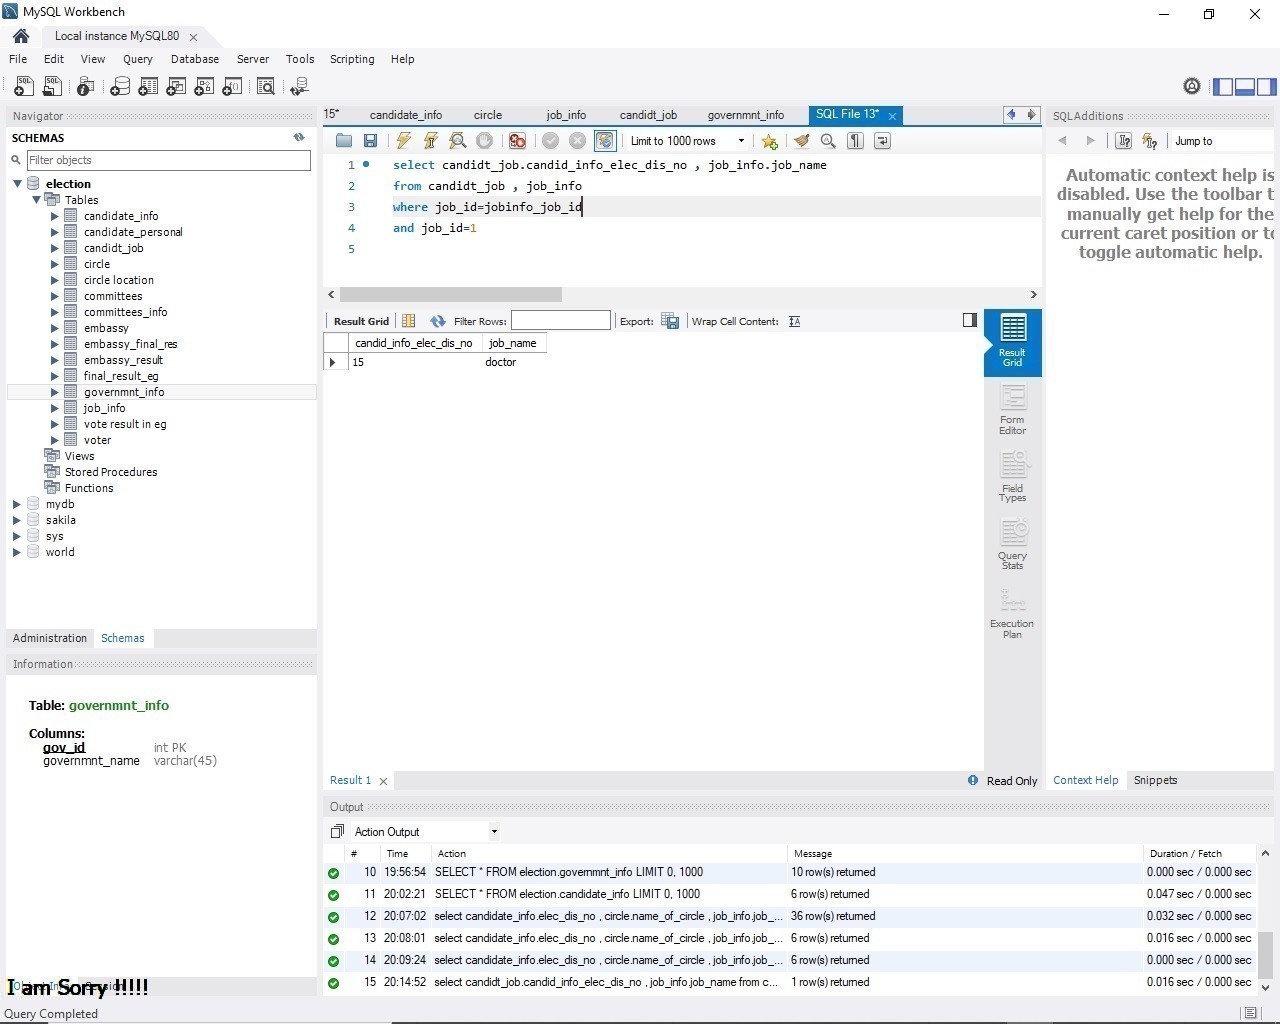 MySQL Workbench
Local instance MySQL80
File Edit View Query Database Server Tools Scripting Help
Navigator
SCHEMAS
Filter objects
election
Tables
candidate_info
candidate_personal
candidt_job
circle
circle location
committees
committees_info
embassy
embassy_final_res
embassy_result
final_result_eg
governmnt_info
job_info
vote result in eg
voter
Views
Stored Procedures
Functions
mydb
sakila
sys
world
Administration Schemas
Information
Table: governmnt_info
Columns:
gov_id int PK
governmnt_name varchar(45)
I am Sorry !!!!!
Query Completed
15* candidate_info circle job_info candidt_job governmnt_info SQL File 13*
Limit to 1000 rows
1 select candidt_job.candid_info_elec_dis_no , job_info.job_name
2 from candidt_job , job_info
3 where job_id=jobinfo_job_id
4 and job_id=1
5
Result Grid Filter Rows: Export: Wrap Cell Content:
candid_info_elec_dis_no job_name
15 doctor
Result Grid
Form Editor
Field Types
Query Stats
Execution Plan
Result 1 Read Only
Output
Action Output
# Time Action Message Duration / Fetch
10 19:56:54 SELECT * FROM election.governmnt_info LIMIT 0, 1000 10 row(s) returned 0.000 sec / 0.000 sec
11 20:02:21 SELECT * FROM election.candidate_info LIMIT 0, 1000 6 row(s) returned 0.047 sec / 0.000 sec
12 20:07:02 select candidate_info.elec_dis_no , circle.name_of_circle , job_info.job_... 36 row(s) returned 0.032 sec / 0.000 sec
13 20:08:01 select candidate_info.elec_dis_no , circle.name_of_circle , job_info.job_... 6 row(s) returned 0.016 sec / 0.000 sec
14 20:09:24 select candidate_info.elec_dis_no , circle.name_of_circle , job_info.job_... 6 row(s) returned 0.000 sec / 0.000 sec
15 20:14:52 select candidt_job.candid_info_elec_dis_no , job_info.job_name from c... 1 row(s) returned 0.016 sec / 0.000 sec
SQLAdditions
Jump to
Automatic context help is
disabled. Use the toolbar t
manually get help for the
current caret position or to
toggle automatic help.
Context Help Snippets